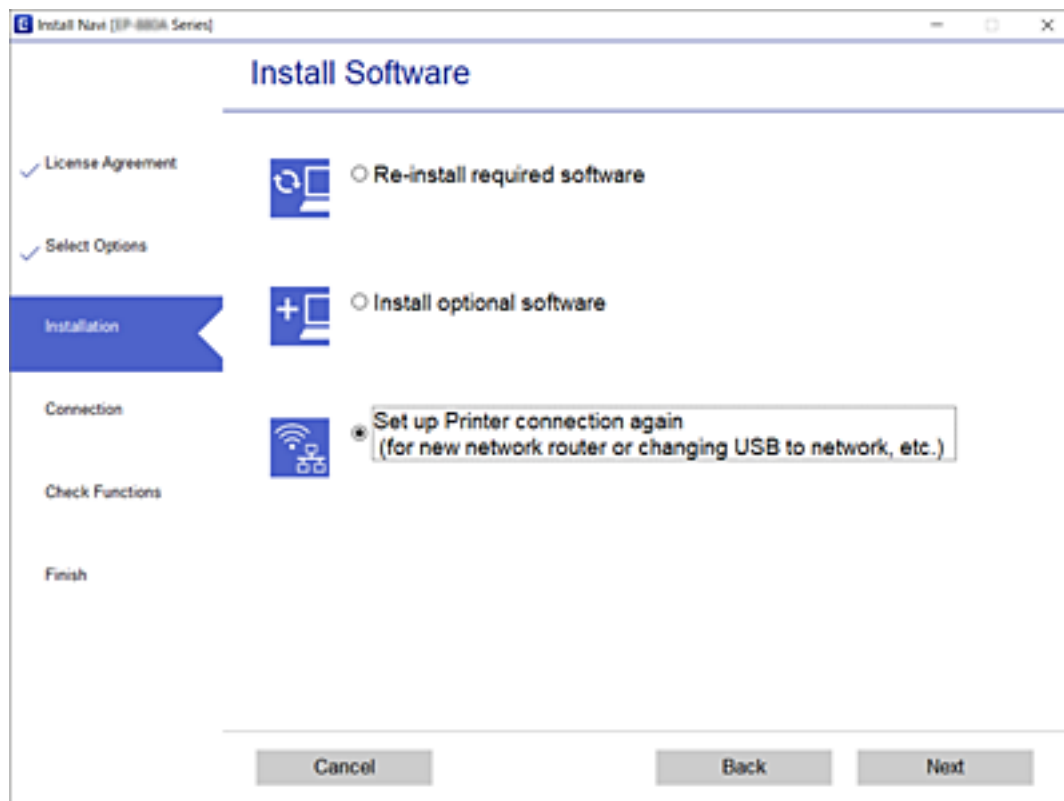 Install Navi [EP-880A Series]
Install Software
License Agreement
Select Options
Installation
Connection
Check Functions
Finish
Re-install required software
Install optional software
Set up Printer connection again
(for new network router or changing USB to network, etc.)
Cancel
Back
Next